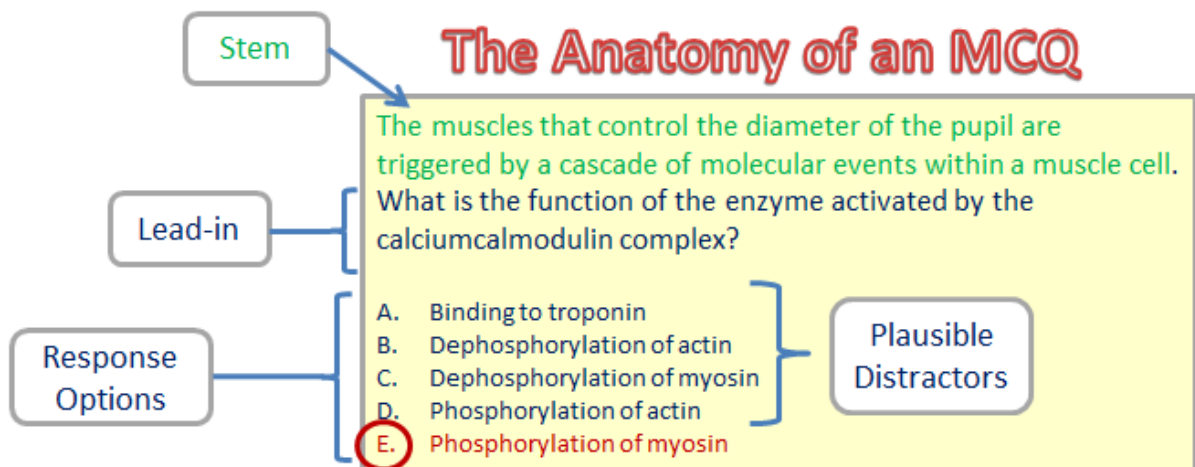 Stem
The Anatomy of an MCQ
The muscles that control the diameter of the pupil are
triggered by a cascade of molecular events within a muscle cell.
Lead-in
What is the function of the enzyme activated by the
calciumcalmodulin complex?
Response
Options
A. Binding to troponin
B. Dephosphorylation of actin
C. Dephosphorylation of myosin
D. Phosphorylation of actin
E. Phosphorylation of myosin
Plausible
Distractors